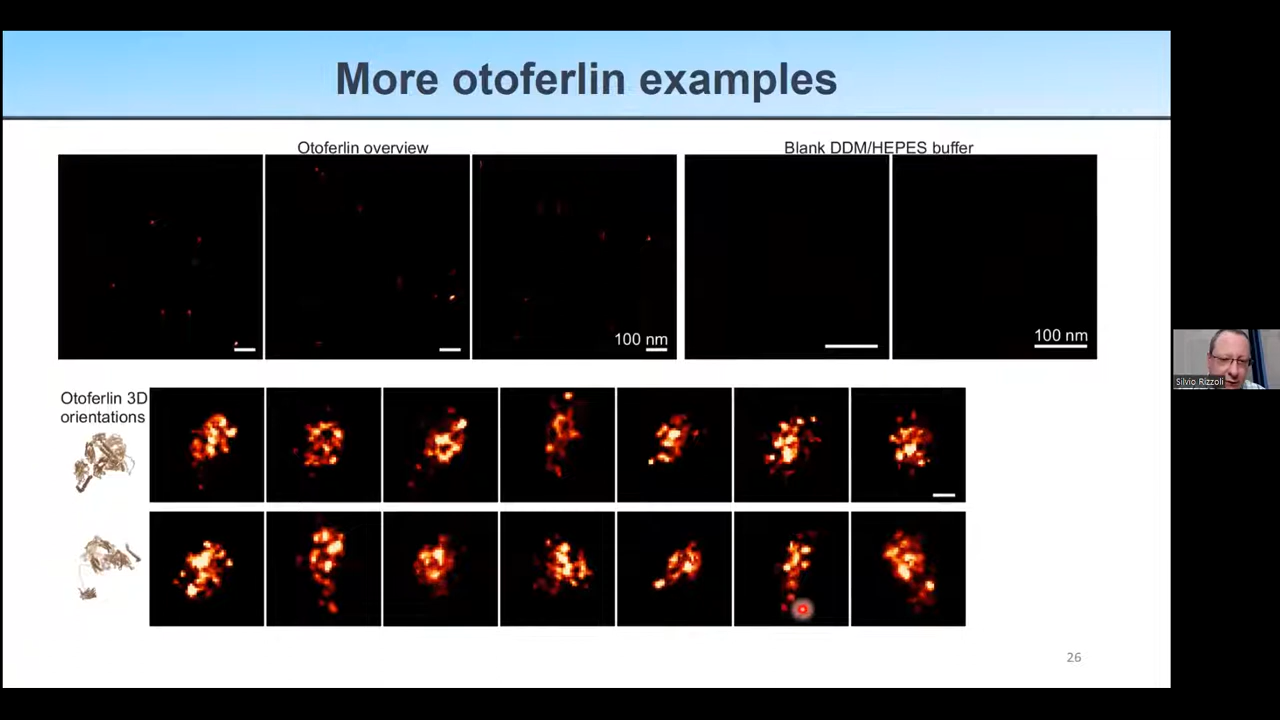 More otoferlin examples
Otoferlin overview
Blank DDM/HEPES buffer
100 nm
100 nm
Otoferlin 3D
orientations
Silvio Rizzoli
26